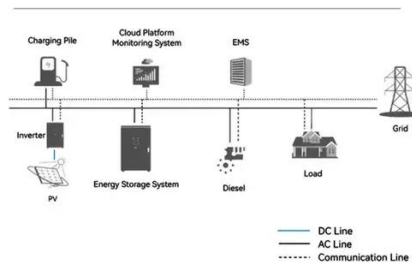 Charging Pile
Cloud Platform
Monitoring System
EMS
Grid
Inverter
PV
Energy Storage System
Diesel
Load
DC Line
AC Line
Communication Line